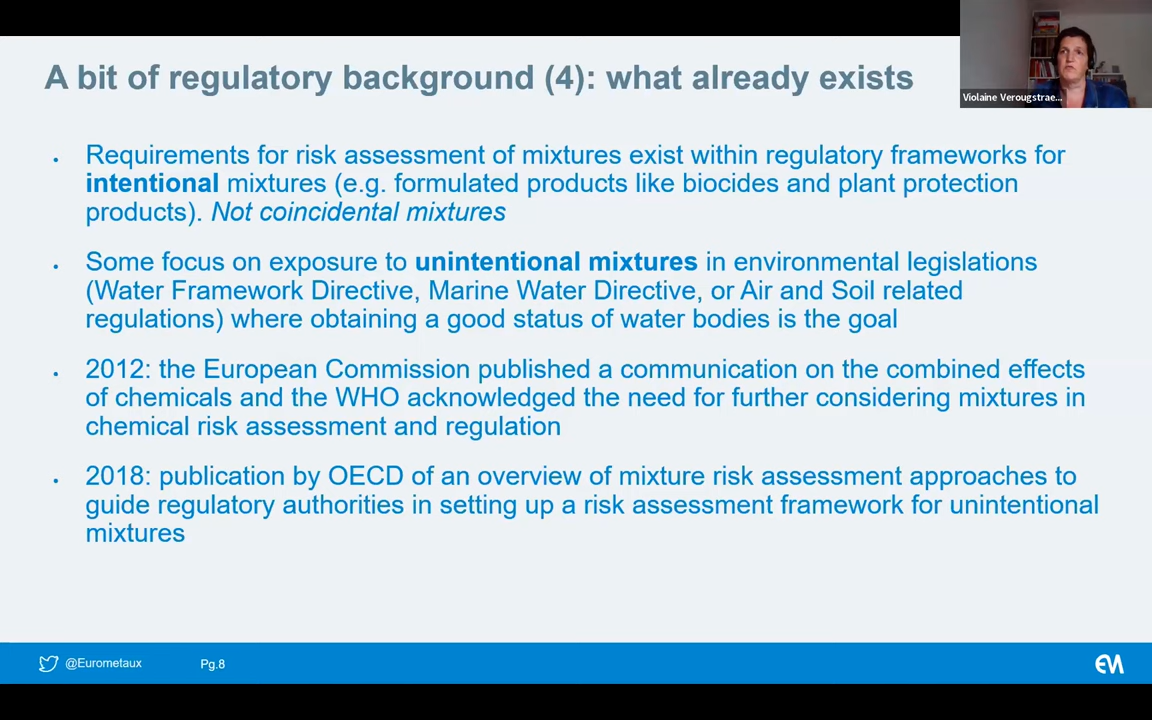 A bit of regulatory background (4): what already exists
Violaine Verougstrae...
• Requirements for risk assessment of mixtures exist within regulatory frameworks for
intentional mixtures (e.g. formulated products like biocides and plant protection
products). Not coincidental mixtures
• Some focus on exposure to unintentional mixtures in environmental legislations
(Water Framework Directive, Marine Water Directive, or Air and Soil related
regulations) where obtaining a good status of water bodies is the goal
• 2012: the European Commission published a communication on the combined effects
of chemicals and the WHO acknowledged the need for further considering mixtures in
chemical risk assessment and regulation
• 2018: publication by OECD of an overview of mixture risk assessment approaches to
guide regulatory authorities in setting up a risk assessment framework for unintentional
mixtures
@Eurometaux
Pg.8
EM